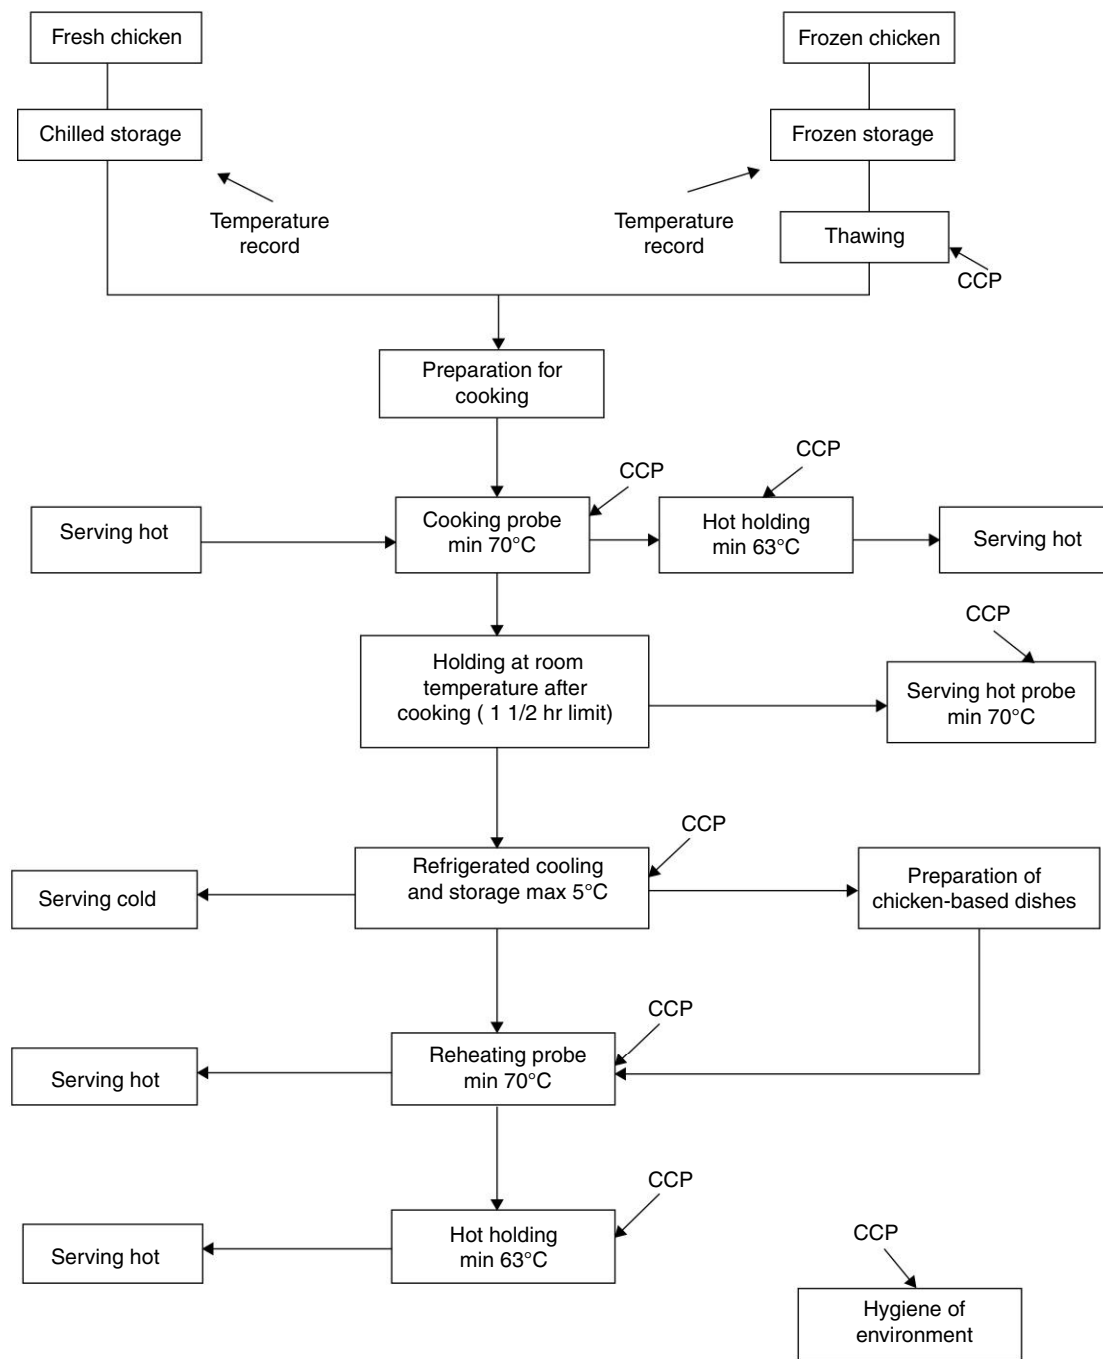 Fresh chicken
Frozen chicken
Chilled storage
Frozen storage
Temperature
record
Temperature
record
Thawing
CCP
Preparation for
cooking
CCP
CCP
Serving hot
Cooking probe
min 70°C
Hot holding
min 63°C
Serving hot
CCP
Holding at room
temperature after
cooking ( 1 1/2 hr limit)
Serving hot probe
min 70°C
CCP
Serving cold
Refrigerated cooling
and storage max 5°C
Preparation of
chicken-based dishes
CCP
Serving hot
Reheating probe
min 70°C
CCP
Serving hot
Hot holding
min 63°C
CCP
Hygiene of
environment